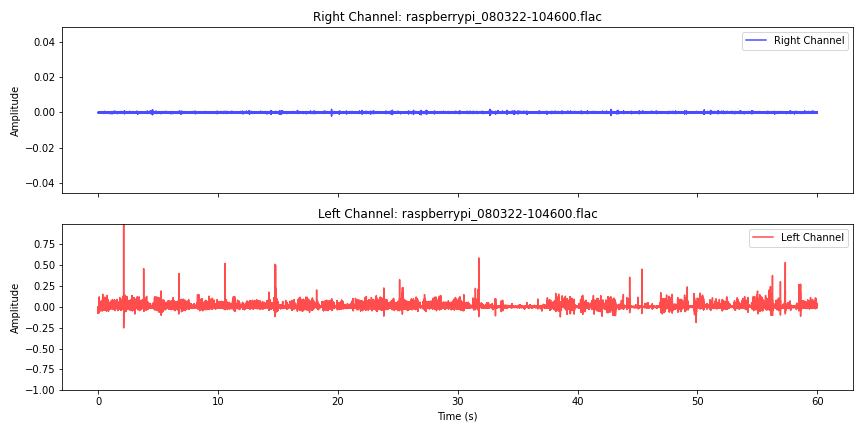 Right Channel: raspberrypi_080322-104600.flac
Right Channel
0.04
0.02
0.00
−0.02
−0.04
Amplitude
Left Channel: raspberrypi_080322-104600.flac
Left Channel
0.75
0.50
0.25
0.00
−0.25
−0.50
−0.75
−1.00
Amplitude
0 10 20 30 40 50 60
Time (s)